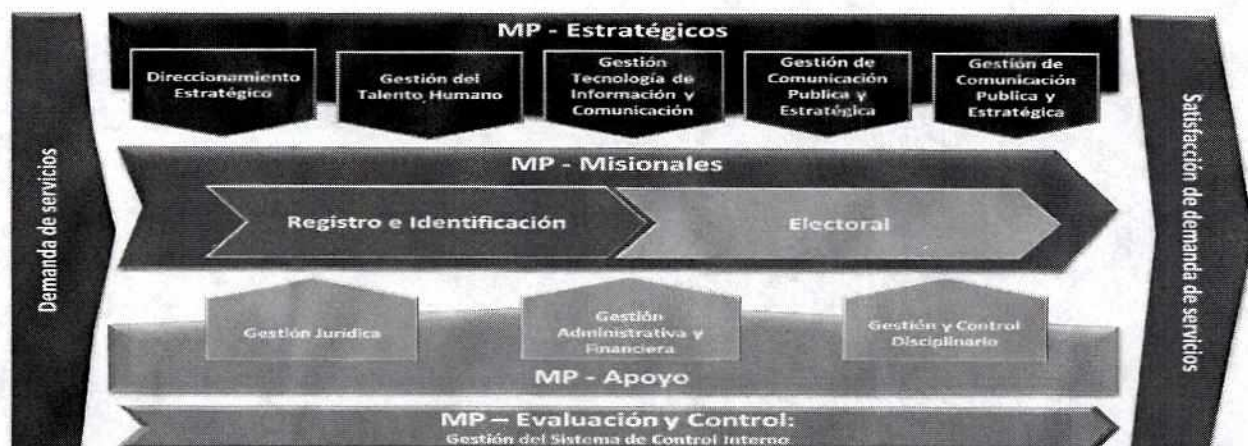 Demanda de servicios
MP - Estratégicos
Direccionamiento
Estratégico
Gestión del
Talento Humano
Gestión
Tecnología de
Información y
Comunicación
Gestión de
Comunicación
Publica y
Estratégica
Gestión de
Comunicación
Publica y
Estratégica
MP - Misionales
Registro e Identificación
Electoral
Gestión Jurídica
Gestión
Administrativa y
Financiera
Gestión y Control
Disciplinario
MP - Apoyo
MP – Evaluación y Control:
Gestión del Sistema de Control Interno
Satisfacción de demanda de servicios